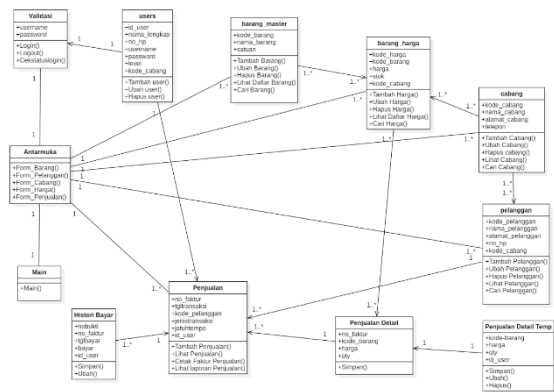 Validasi
+username
+password
+Login()
+Logout()
+Cekstatuslogin()
users
+id_user
+nama_lengkap
+no_hp
+username
+password
+level
+kode_cabang
+Tambah user()
+Ubah user()
+Hapus user()
barang_master
+kode_barang
+nama_barang
+satuan
+Tambah Barang()
+Ubah Barang()
+Hapus Barang()
+Lihat Daftar Barang()
+Cari Barang()
barang_harga
+kode_harga
+kode_barang
+harga
+stok
+kode_cabang
+Tambah Harga()
+Ubah Harga()
+Hapus Harga()
+Lihat Daftar Harga()
+Cari Harga()
cabang
+kode_cabang
+nama_cabang
+alamat_cabang
+telepon
+Tambah Cabang()
+Ubah Cabang()
+Hapus cabang()
+Lihat Cabang()
+Cari Cabang()
Antarmuka
+Form_Barang()
+Form_Pelanggan()
+Form_Cabang()
+Form_Harga()
+Form_Penjualan()
pelanggan
+kode_pelanggan
+nama_pelanggan
+alamat_pelanggan
+no_hp
+kode_cabang
+Tambah Pelanggan()
+Ubah Pelanggan()
+Hapus Pelanggan()
+Lihat Pelanggan()
+Cari Pelanggan()
Main
+Main()
Histori Bayar
+nobukti
+no_faktur
+tglbayar
+bayar
+id_user
+Simpan()
+Ubah()
Penjualan
+no_faktur
+tgltransaksi
+kode_pelanggan
+jenistransaksi
+jatuhtempo
+id_user
+Tambah Penjualan()
+Lihat Penjualan()
+Cetak Faktur Penjualan()
+Lihat laporan Penjualan()
Penjualan Detail
+no_faktur
+kode_barang
+harga
+qty
+Simpan()
Penjualan Detail Temp
+kode-barang
+harga
+qty
+id_user
+Simpan()
+Ubah()
+Hapus()